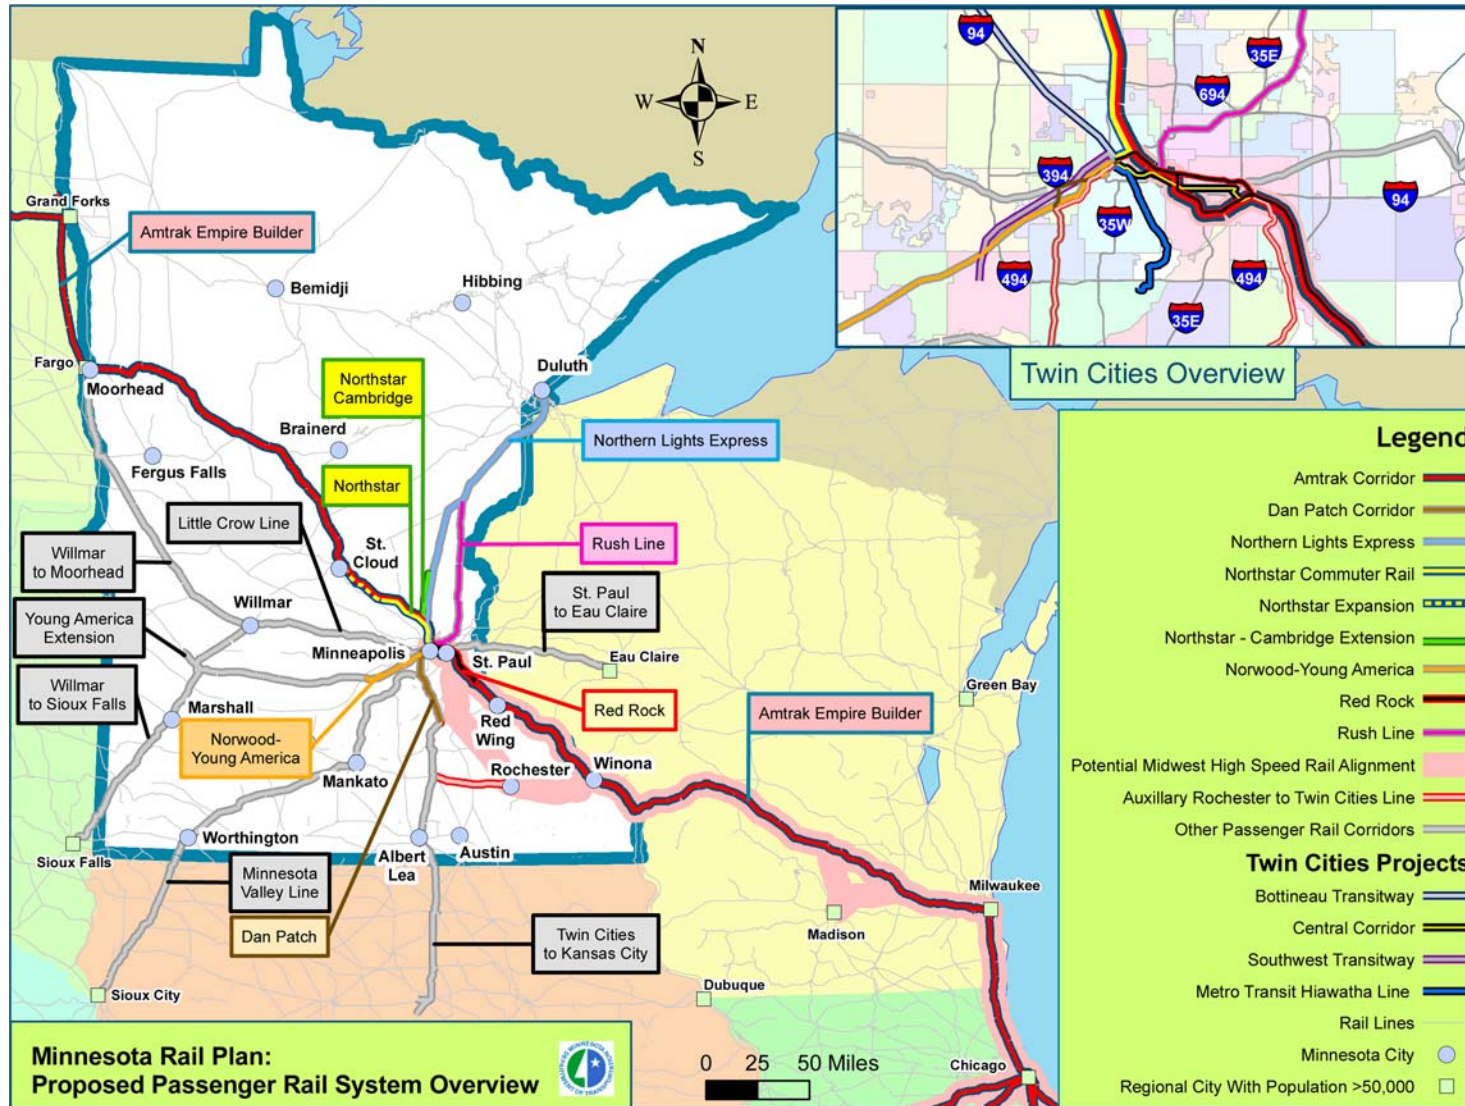 N
W
E
S
Grand Forks
Amtrak Empire Builder
Bemidji
Hibbing
Fargo
Moorhead
Duluth
Northstar
Cambridge
Brainerd
Northern Lights Express
Fergus Falls
Northstar
Little Crow Line
St.
Cloud
Rush Line
Willmar
to Moorhead
St. Paul
to Eau Claire
Willmar
Young America
Extension
Minneapolis
St. Paul
Eau Claire
Willmar
to Sioux Falls
Green Bay
Marshall
Red Rock
Amtrak Empire Builder
Red
Wing
Norwood-
Young America
Rochester
Winona
Mankato
Worthington
Sioux Falls
Albert
Lea
Austin
Minnesota
Valley Line
Milwaukee
Dan Patch
Twin Cities
to Kansas City
Madison
Sioux City
Dubuque
Chicago
Minnesota Rail Plan:
Proposed Passenger Rail System Overview
0 25 50 Miles
94
35E
694
394
94
35W
494
494
35E
Twin Cities Overview
Legend
Amtrak Corridor
Dan Patch Corridor
Northern Lights Express
Northstar Commuter Rail
Northstar Expansion
Northstar - Cambridge Extension
Norwood-Young America
Red Rock
Rush Line
Potential Midwest High Speed Rail Alignment
Auxillary Rochester to Twin Cities Line
Other Passenger Rail Corridors
Twin Cities Projects
Bottineau Transitway
Central Corridor
Southwest Transitway
Metro Transit Hiawatha Line
Rail Lines
Minnesota City
Regional City With Population >50,000